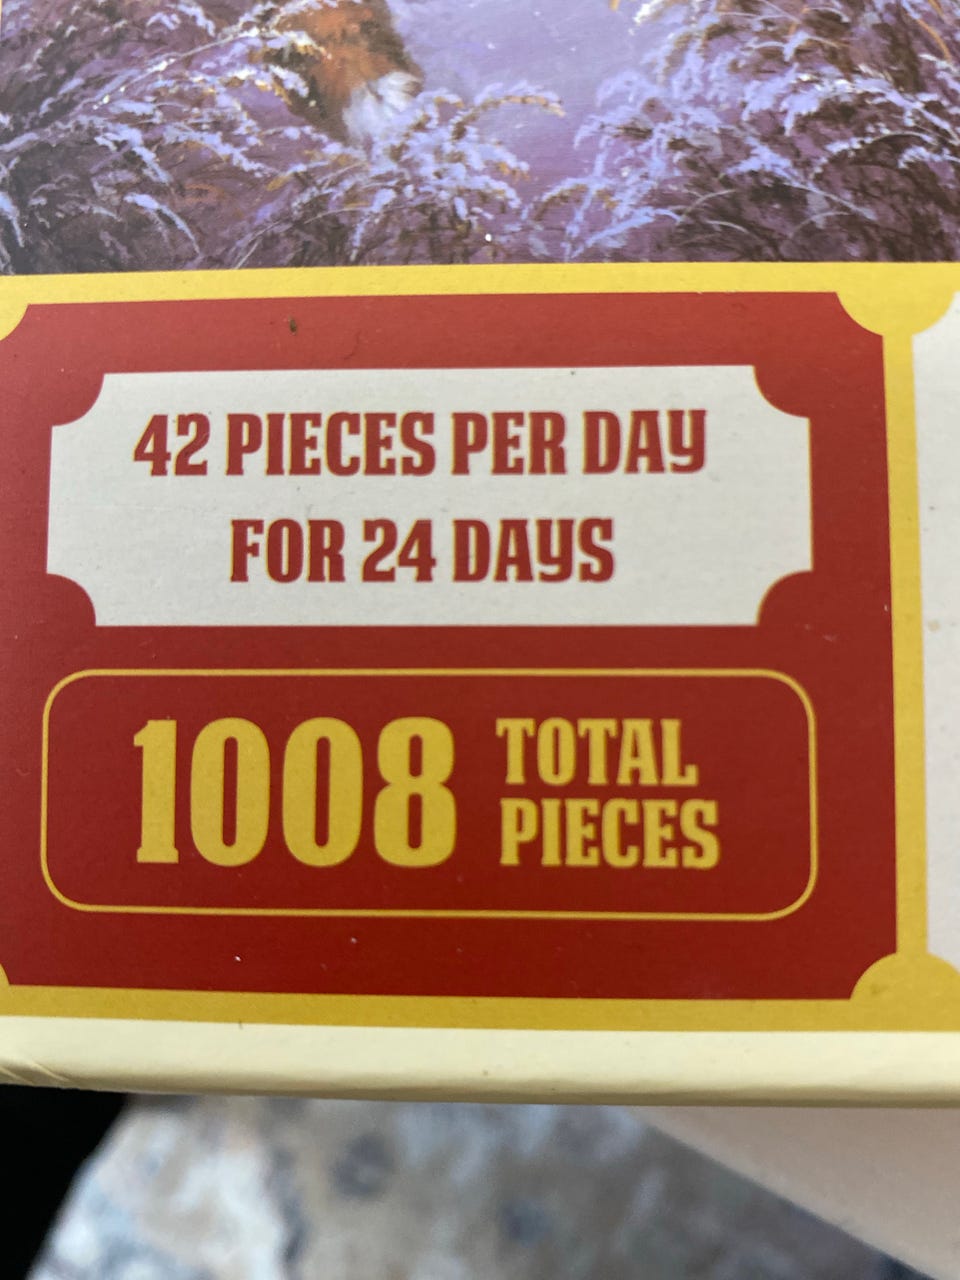 42 PIECES PER DAY
FOR 24 DAYS
1008 TOTAL
PIECES